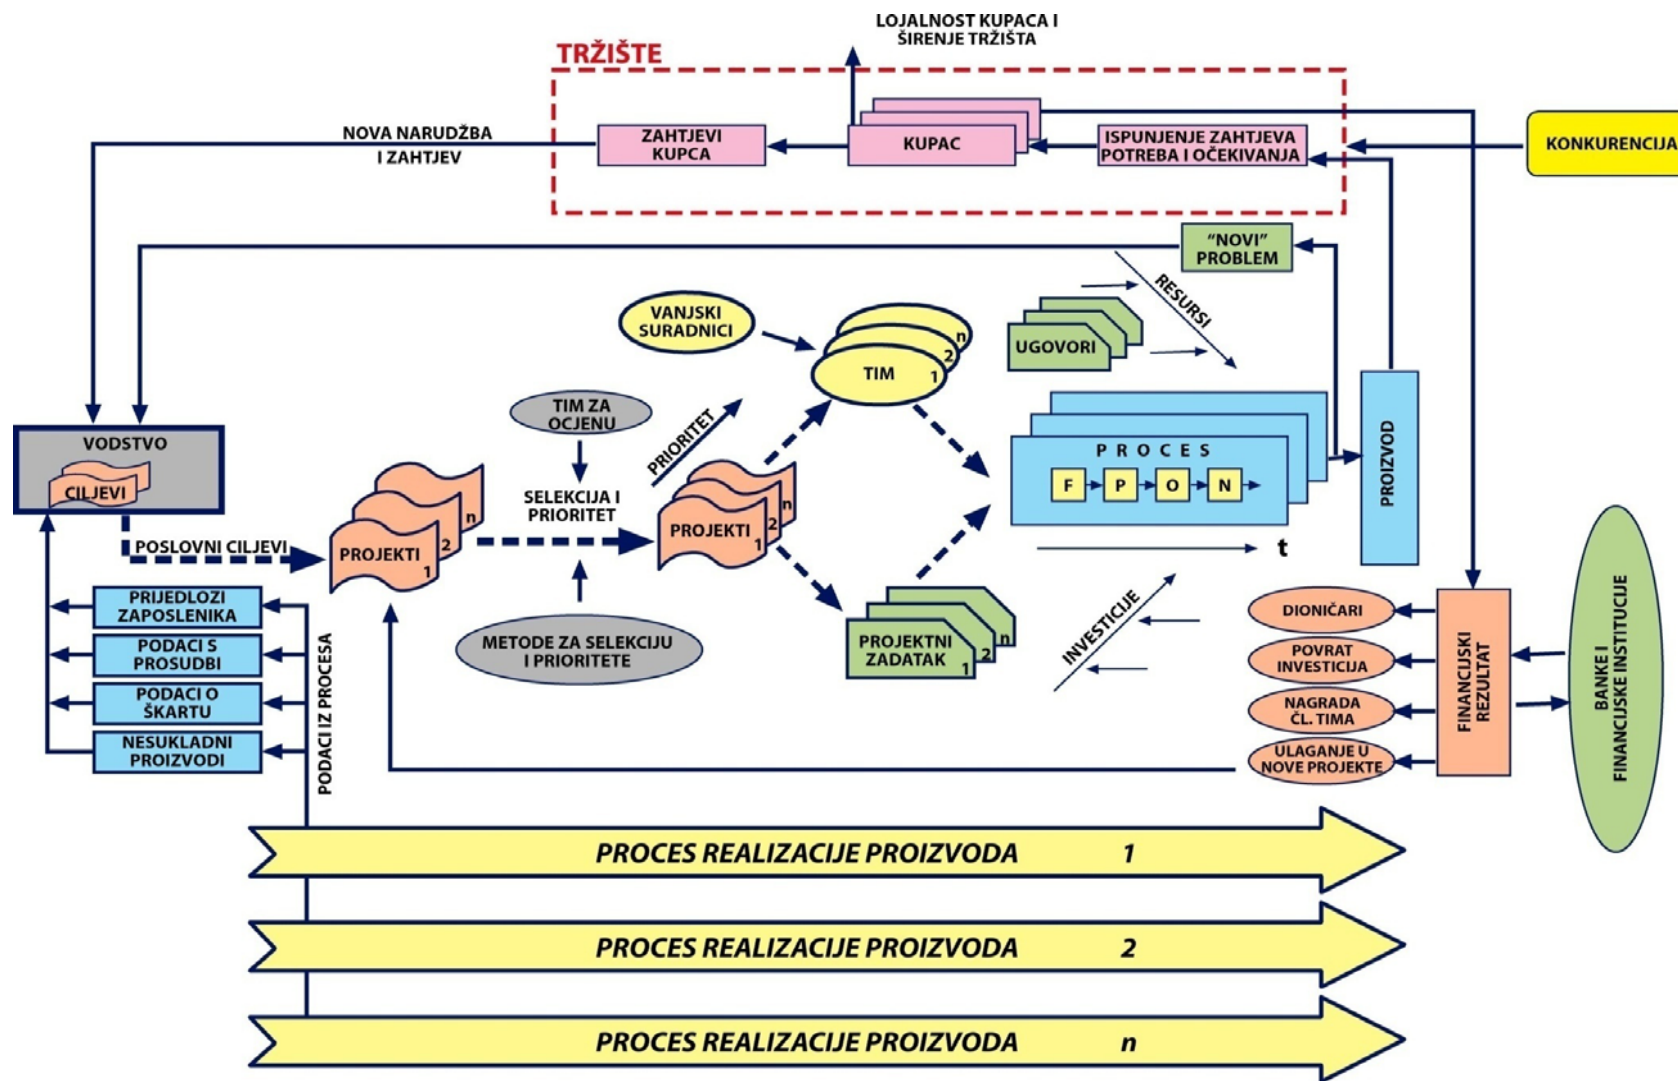 LOJALNOST KUPACA I
ŠIRENJE TRŽIŠTA
TRŽIŠTE
NOVA NARUDŽBA
I ZAHTJEV
ZAHTJEVI
KUPCA
KUPAC
ISPUNJENJE ZAHTJEVA
POTREBA I OČEKIVANJA
KONKURENCIJA
“NOVI”
PROBLEM
RESURSI
VANJSKI
SURADNICI
TIM
1
2
n
UGOVORI
TIM ZA
OCJENU
PRIORITET
VODSTVO
CILJEVI
POSLOVNI CILJEVI
PROJEKTI
1
2
n
SELEKCIJA I
PRIORITET
PROJEKTI
1
2
n
METODE ZA SELEKCIJU
I PRIORITETE
PROCES
F
P
O
N
t
PROIZVOD
PROJEKTNI
ZADATAK
1
2
n
INVESTICIJE
PRIJEDLOZI
ZAPOSLENIKA
PODACI S
PROSUDBI
PODACI O
ŠKARTU
NESUKLADNI
PROIZVODI
PODACI IZ PROCESA
DIONIČARI
POVRAT
INVESTICIJA
NAGRADA
ČL. TIMA
ULAGANJE U
NOVE PROJEKTE
FINANCIJSKI
REZULTAT
BANKE I
FINANCIJSKE INSTITUCIJE
PROCES REALIZACIJE PROIZVODA 1
PROCES REALIZACIJE PROIZVODA 2
PROCES REALIZACIJE PROIZVODA n